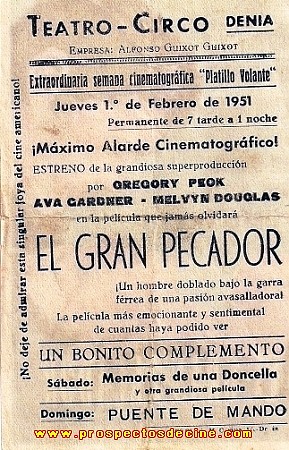 TEATRO-CIRCO DENIA
EMPRESA: ALFONSO GUIXOT GUIXOT
Extraordinaria semana cinematográfica "Platillo Volante"
Jueves 1.º de Febrero de 1951
Permanente de 7 tarde a 1 noche
¡Máximo Alarde Cinematográfico!
ESTRENO de la grandiosa superproducción
por GREGORY PECK
AVA GARDNER - MELVYN DOUGLAS
en la película que jamás olvidará
EL GRAN PECADOR
¡Un hombre doblado bajo la garra
férrea de una pasión avasalladora!
La película más emocionante y sentimental
de cuantas haya podido ver
UN BONITO COMPLEMENTO
Sábado: Memorias de una Doncella
y otra grandiosa película
Domingo: PUENTE DE MANDO
¡No deje de admirar esta singular joya del cine americano!
www.prospectosdecine.com